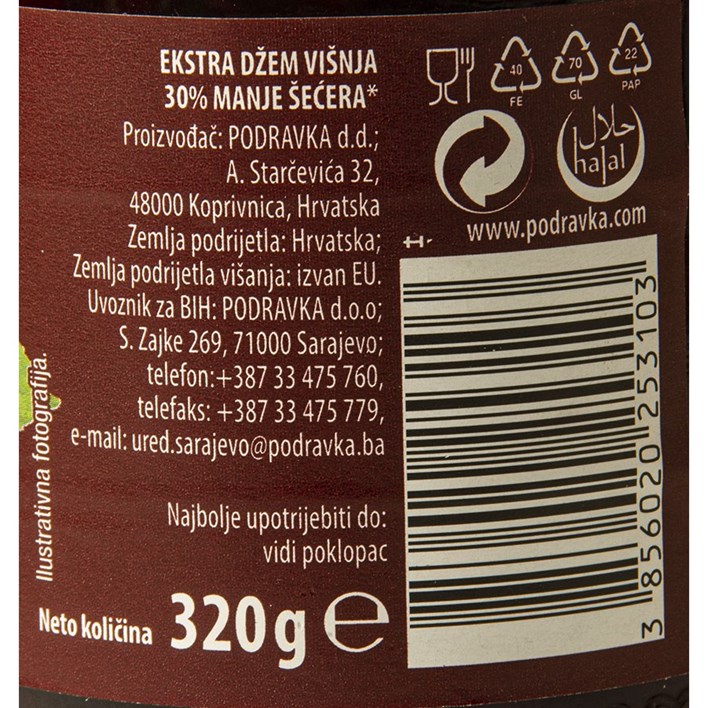 EKSTRA DŽEM VIŠNJA
30% MANJE ŠEĆERA*
Proizvođač: PODRAVKA d.d.;
A. Starčevića 32,
48000 Koprivnica, Hrvatska
Zemlja podrijetla: Hrvatska;
Zemlja podrijetla višanja: izvan EU.
Uvoznik za BIH: PODRAVKA d.o.o;
S. Zajke 269, 71000 Sarajevo;
telefon:+387 33 475 760,
telefaks: +387 33 475 779,
e-mail: ured.sarajevo@podravka.ba
Najbolje upotrijebiti do:
vidi poklopac
Neto količina 320 g e
Ilustrativna fotografija.
40
FE
70
GL
22
PAP
حلال
halal
www.podravka.com
3 856020 253103